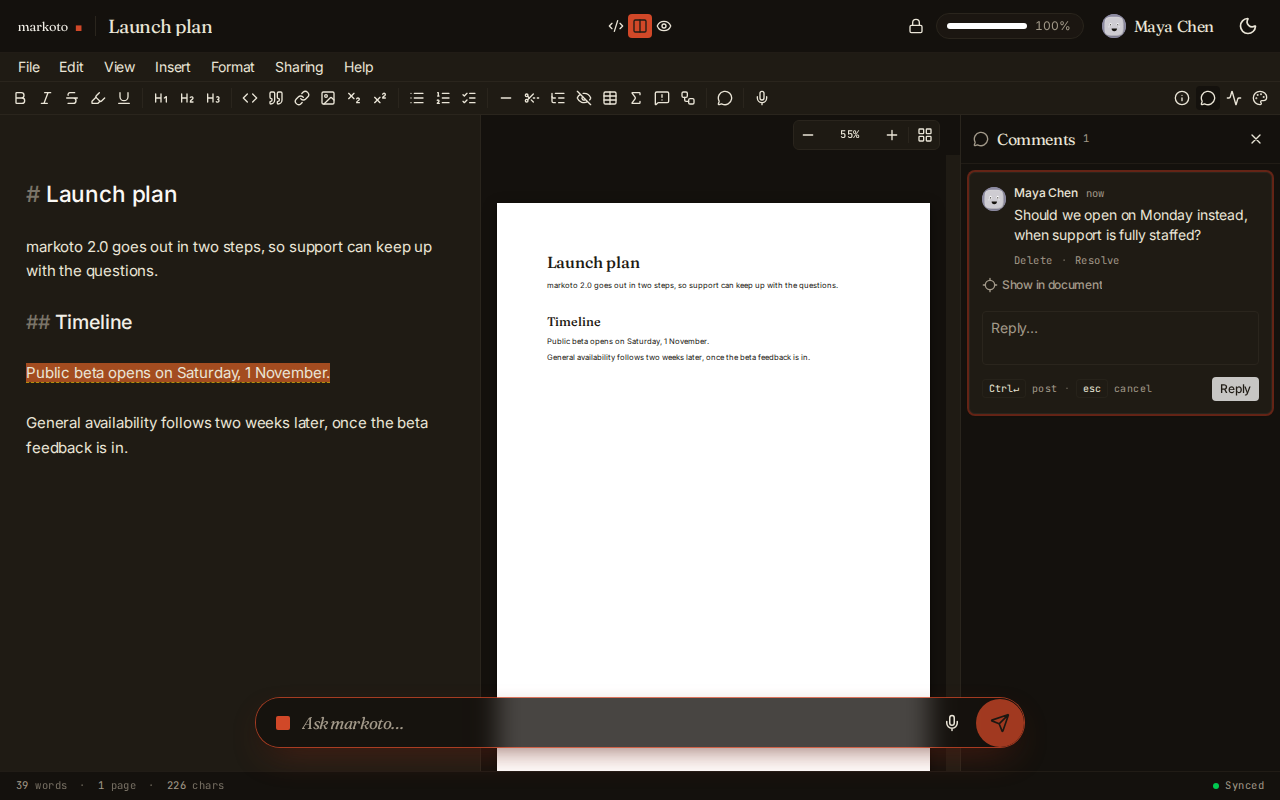 markoto
Launch plan
100%
Maya Chen
File Edit View Insert Format Sharing Help
H1 H2 H3
55%
# Launch plan
markoto 2.0 goes out in two steps, so support can keep up
with the questions.
## Timeline
Public beta opens on Saturday, 1 November.
General availability follows two weeks later, once the beta
feedback is in.
Launch plan
markoto 2.0 goes out in two steps, so support can keep up with the questions.
Timeline
Public beta opens on Saturday, 1 November.
General availability follows two weeks later, once the beta feedback is in.
Comments 1
Maya Chen now
Should we open on Monday instead,
when support is fully staffed?
Delete · Resolve
Show in document
Reply...
Ctrl↵ post · esc cancel
Reply
Ask markoto...
39 words · 1 page · 226 chars
Synced